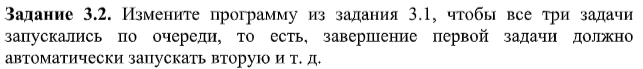 Задание 3.2. Измените программу из задания 3.1, чтобы все три задачи
запускались по очереди, то есть, завершение первой задачи должно
автоматически запускать вторую и т. д.